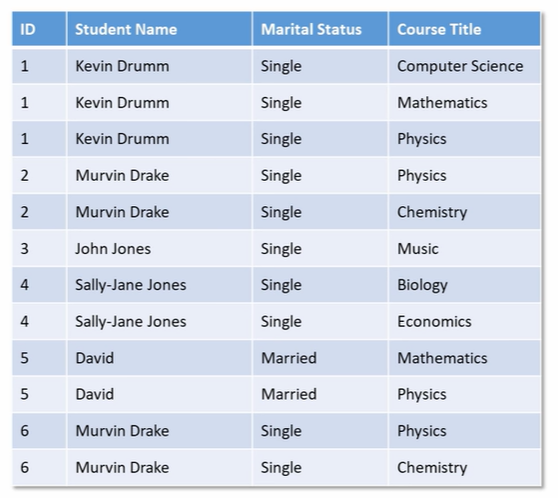 ID Student Name Marital Status Course Title
1 Kevin Drumm Single Computer Science
1 Kevin Drumm Single Mathematics
1 Kevin Drumm Single Physics
2 Murvin Drake Single Physics
2 Murvin Drake Single Chemistry
3 John Jones Single Music
4 Sally-Jane Jones Single Biology
4 Sally-Jane Jones Single Economics
5 David Married Mathematics
5 David Married Physics
6 Murvin Drake Single Physics
6 Murvin Drake Single Chemistry